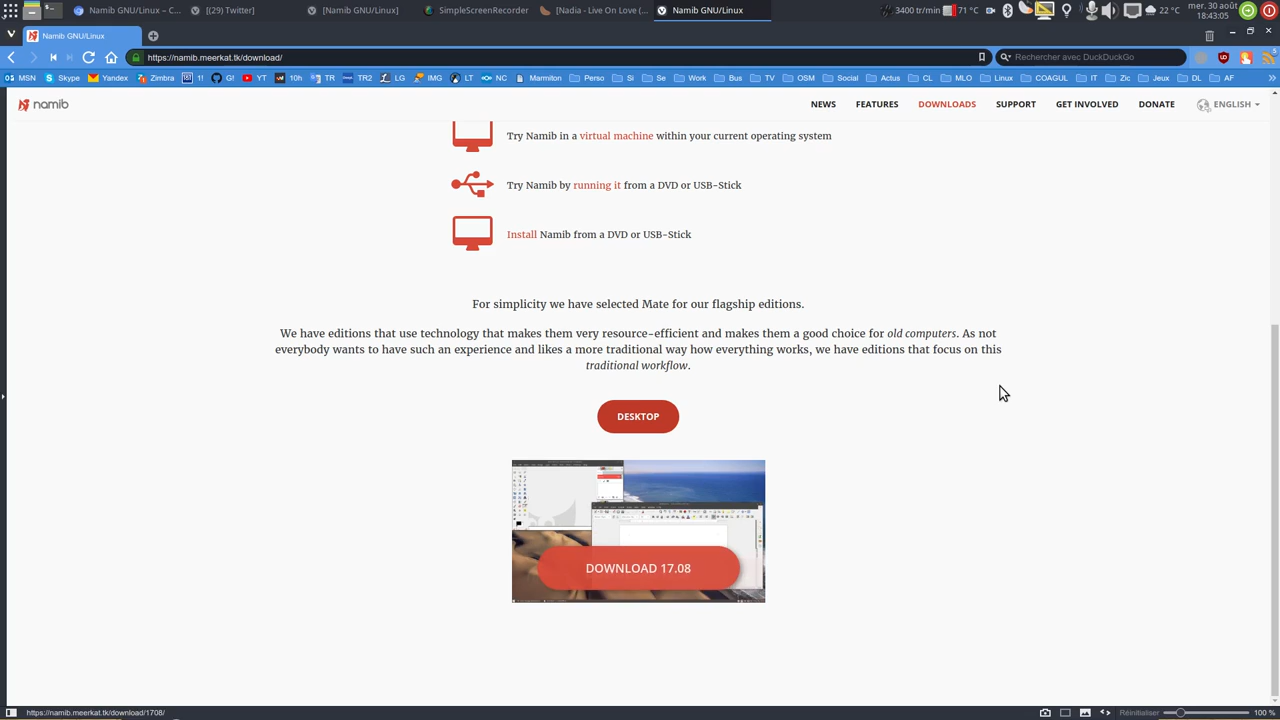 Namib GNU/Linux – C...
[(29) Twitter]
[Namib GNU/Linux]
SimpleScreenRecorder
[Nadia - Live On Love (...
Namib GNU/Linux
3400 tr/min
71 °C
22 °C
mer. 30 août
18:43:05
Namib GNU/Linux
https://namib.meerkat.tk/download/
Rechercher avec DuckDuckGo
MSN
Skype
Yandex
Zimbra
1!
G!
YT
10h
TR
TR2
LG
IMG
LT
NC
Marmiton
Perso
Si
Se
Work
Bus
TV
OSM
Social
Actus
CL
MLO
Linux
COAGUL
IT
Zic
Jeux
DL
AF
namib
NEWS
FEATURES
DOWNLOADS
SUPPORT
GET INVOLVED
DONATE
ENGLISH
Try Namib in a virtual machine within your current operating system
Try Namib by running it from a DVD or USB-Stick
Install Namib from a DVD or USB-Stick
For simplicity we have selected Mate for our flagship editions.
We have editions that use technology that makes them very resource-efficient and makes them a good choice for old computers. As not
everybody wants to have such an experience and likes a more traditional way how everything works, we have editions that focus on this
traditional workflow.
DESKTOP
DOWNLOAD 17.08
https://namib.meerkat.tk/download/1708/
Réinitialiser
100 %